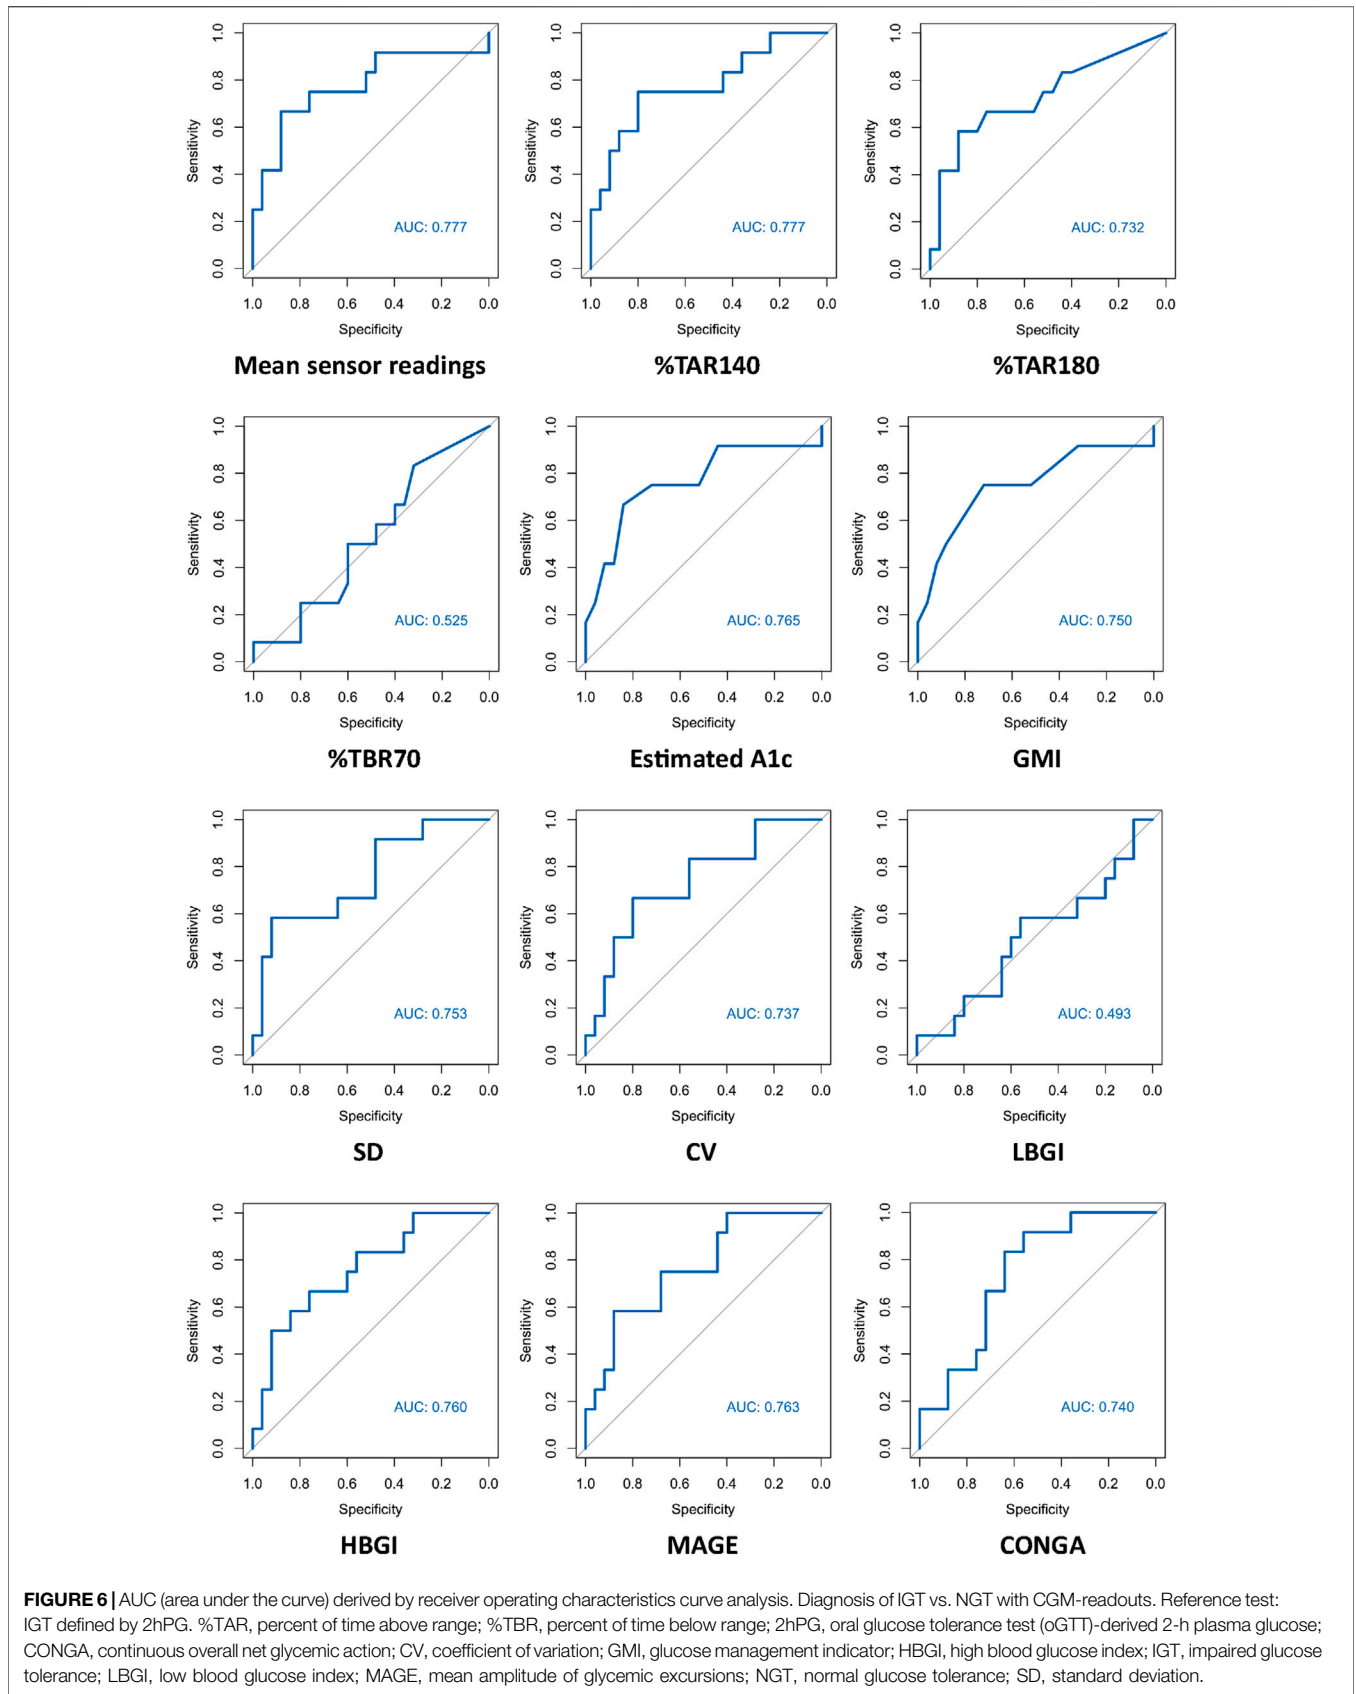 1.0
0.8
0.6
0.4
0.2
0.0
Sensitivity
AUC: 0.777
1.0 0.8 0.6 0.4 0.2 0.0
Specificity
Mean sensor readings
1.0
0.8
0.6
0.4
0.2
0.0
Sensitivity
AUC: 0.777
1.0 0.8 0.6 0.4 0.2 0.0
Specificity
%TAR140
1.0
0.8
0.6
0.4
0.2
0.0
Sensitivity
AUC: 0.732
1.0 0.8 0.6 0.4 0.2 0.0
Specificity
%TAR180
1.0
0.8
0.6
0.4
0.2
0.0
Sensitivity
AUC: 0.525
1.0 0.8 0.6 0.4 0.2 0.0
Specificity
%TBR70
1.0
0.8
0.6
0.4
0.2
0.0
Sensitivity
AUC: 0.765
1.0 0.8 0.6 0.4 0.2 0.0
Specificity
Estimated A1c
1.0
0.8
0.6
0.4
0.2
0.0
Sensitivity
AUC: 0.750
1.0 0.8 0.6 0.4 0.2 0.0
Specificity
GMI
1.0
0.8
0.6
0.4
0.2
0.0
Sensitivity
AUC: 0.753
1.0 0.8 0.6 0.4 0.2 0.0
Specificity
SD
1.0
0.8
0.6
0.4
0.2
0.0
Sensitivity
AUC: 0.737
1.0 0.8 0.6 0.4 0.2 0.0
Specificity
CV
1.0
0.8
0.6
0.4
0.2
0.0
Sensitivity
AUC: 0.493
1.0 0.8 0.6 0.4 0.2 0.0
Specificity
LBGI
1.0
0.8
0.6
0.4
0.2
0.0
Sensitivity
AUC: 0.760
1.0 0.8 0.6 0.4 0.2 0.0
Specificity
HBGI
1.0
0.8
0.6
0.4
0.2
0.0
Sensitivity
AUC: 0.763
1.0 0.8 0.6 0.4 0.2 0.0
Specificity
MAGE
1.0
0.8
0.6
0.4
0.2
0.0
Sensitivity
AUC: 0.740
1.0 0.8 0.6 0.4 0.2 0.0
Specificity
CONGA
FIGURE 6 | AUC (area under the curve) derived by receiver operating characteristics curve analysis. Diagnosis of IGT vs. NGT with CGM-readouts. Reference test:
IGT defined by 2hPG. %TAR, percent of time above range; %TBR, percent of time below range; 2hPG, oral glucose tolerance test (oGTT)-derived 2-h plasma glucose;
CONGA, continuous overall net glycemic action; CV, coefficient of variation; GMI, glucose management indicator; HBGI, high blood glucose index; IGT, impaired glucose
tolerance; LBGI, low blood glucose index; MAGE, mean amplitude of glycemic excursions; NGT, normal glucose tolerance; SD, standard deviation.